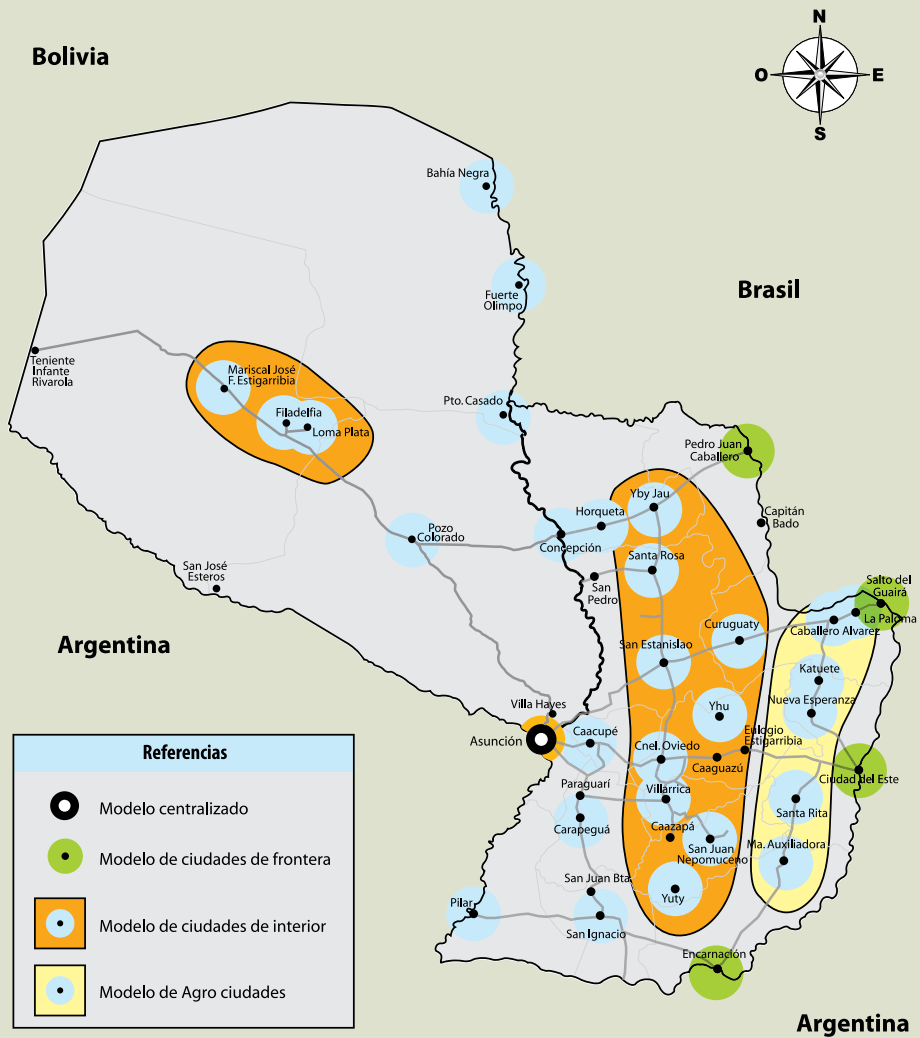 N
O
E
S
Bolivia
Bahía Negra
Fuerte
Olimpo
Brasil
Teniente
Infante
Rivarola
Mariscal José
F. Estigarribia
Filadelfia
Loma Plata
Pto. Casado
Pedro Juan
Caballero
Yby Jau
Horqueta
Capitán
Bado
Pozo
Colorado
Concepción
Santa Rosa
San José
Esteros
San
Pedro
Salto del
Guairá
La Paloma
Caballero Alvarez
Curuguaty
San Estanislao
Argentina
Katuete
Nueva Esperanza
Villa Hayes
Yhu
Asunción
Caacupé
Eulogio
Estigarribia
Cnel. Oviedo
Caaguazú
Ciudad del Este
Paraguarí
Villarrica
Santa Rita
Carapeguá
Caazapá
San Juan
Nepomuceno
Ma. Auxiliadora
San Juan Bta.
Yuty
Pilar
San Ignacio
Encarnación
Argentina
Referencias
Modelo centralizado
Modelo de ciudades de frontera
Modelo de ciudades de interior
Modelo de Agro ciudades